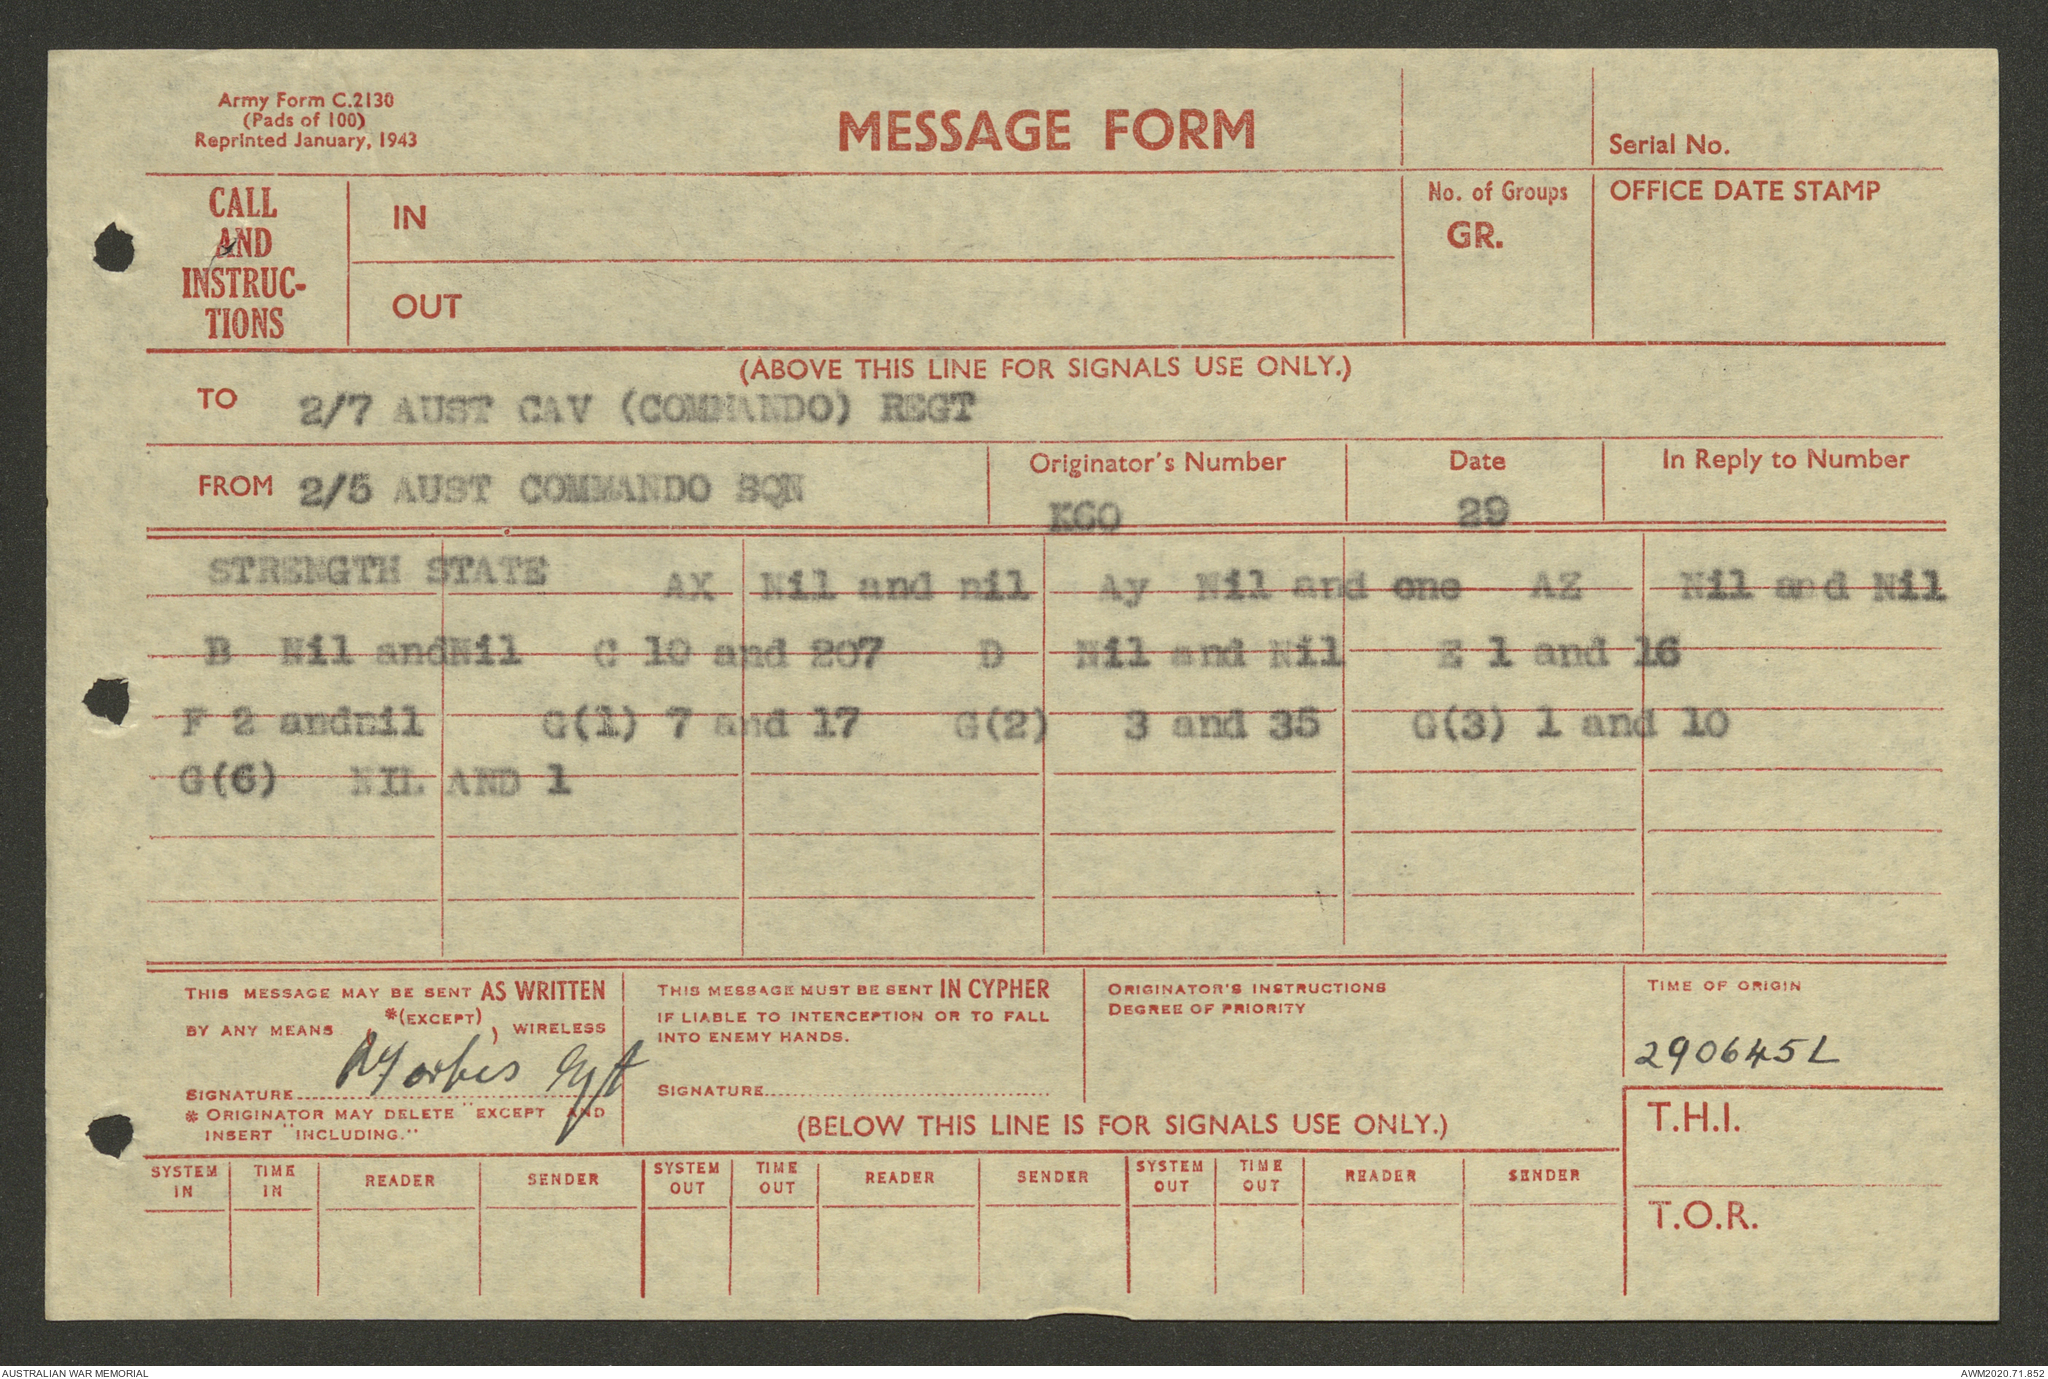 Army Form C.2130
(Pads of 100)
Reprinted January, 1943
MESSAGE FORM
Serial No.
CALL
AND
INSTRUC-
TIONS
IN
OUT
No. of Groups
GR.
OFFICE DATE STAMP
(ABOVE THIS LINE FOR SIGNALS USE ONLY.)
TO 2/7 AUST CAV (COMMANDO) REGT
FROM 2/5 AUST COMMANDO SQN
Originator's Number
K60
Date
29
In Reply to Number
STRENGTH STATE AX Nil and nil Ay Nil and one AZ Nil and Nil
B Nil andNil C 10 and 207 D Nil and Nil E 1 and 16
F 2 andnil G(1) 7 and 17 G(2) 3 and 35 G(3) 1 and 10
G(6) NIL AND 1
THIS MESSAGE MAY BE SENT AS WRITTEN
BY ANY MEANS ( *(EXCEPT) ) WIRELESS
SIGNATURE
* ORIGINATOR MAY DELETE "EXCEPT AND
INSERT "INCLUDING."
THIS MESSAGE MUST BE SENT IN CYPHER
IF LIABLE TO INTERCEPTION OR TO FALL
INTO ENEMY HANDS.
SIGNATURE
ORIGINATOR'S INSTRUCTIONS
DEGREE OF PRIORITY
TIME OF ORIGIN
290645L
(BELOW THIS LINE IS FOR SIGNALS USE ONLY.)
T.H.I.
T.O.R.
SYSTEM IN TIME IN READER SENDER SYSTEM OUT TIME OUT READER SENDER SYSTEM OUT TIME OUT READER SENDER
AUSTRALIAN WAR MEMORIAL
AWM2020.71.852